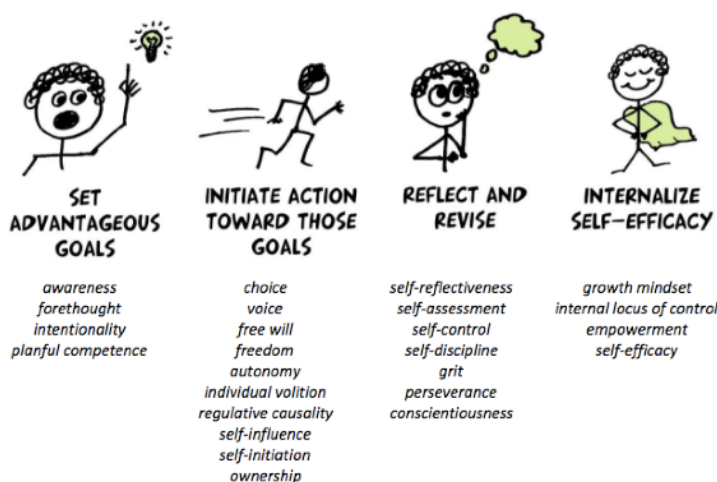 SET
ADVANTAGEOUS
GOALS
awareness
forethought
intentionality
planful competence
INITIATE ACTION
TOWARD THOSE
GOALS
choice
voice
free will
freedom
autonomy
individual volition
regulative causality
self-influence
self-initiation
ownership
REFLECT AND
REVISE
self-reflectiveness
self-assessment
self-control
self-discipline
grit
perseverance
conscientiousness
INTERNALIZE
SELF-EFFICACY
growth mindset
internal locus of control
empowerment
self-efficacy